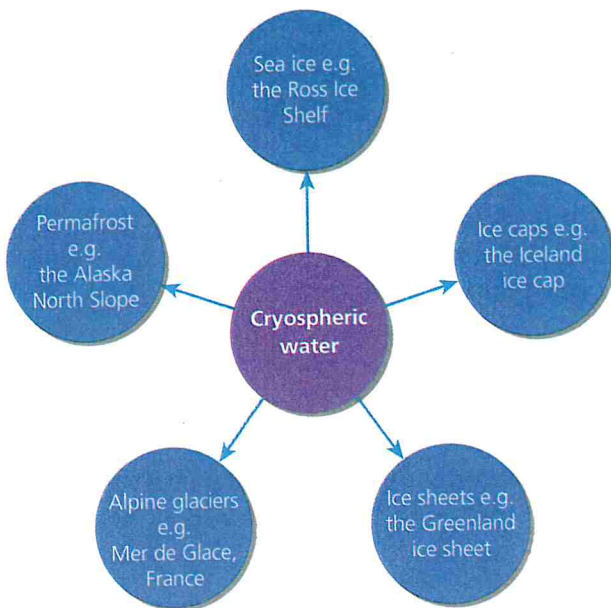 Sea ice e.g.
the Ross Ice
Shelf
Permafrost
e.g.
the Alaska
North Slope
Ice caps e.g.
the Iceland
ice cap
Cryospheric
water
Alpine glaciers
e.g.
Mer de Glace,
France
Ice sheets e.g.
the Greenland
ice sheet